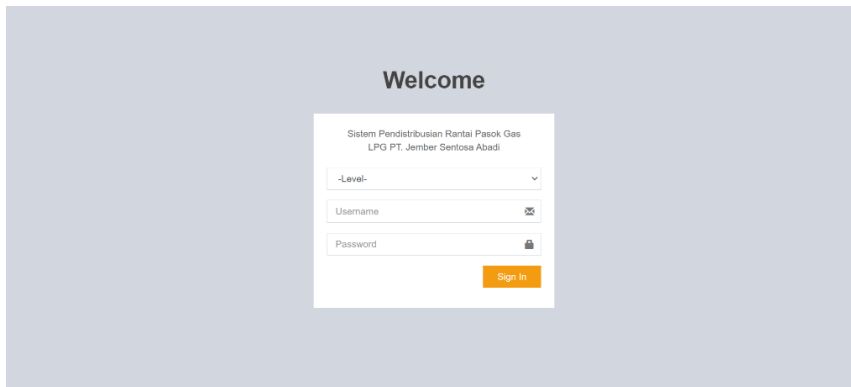 Welcome
Sistem Pendistribusian Rantai Pasok Gas
LPG PT. Jember Sentosa Abadi
-Level-
Username
Password
Sign In